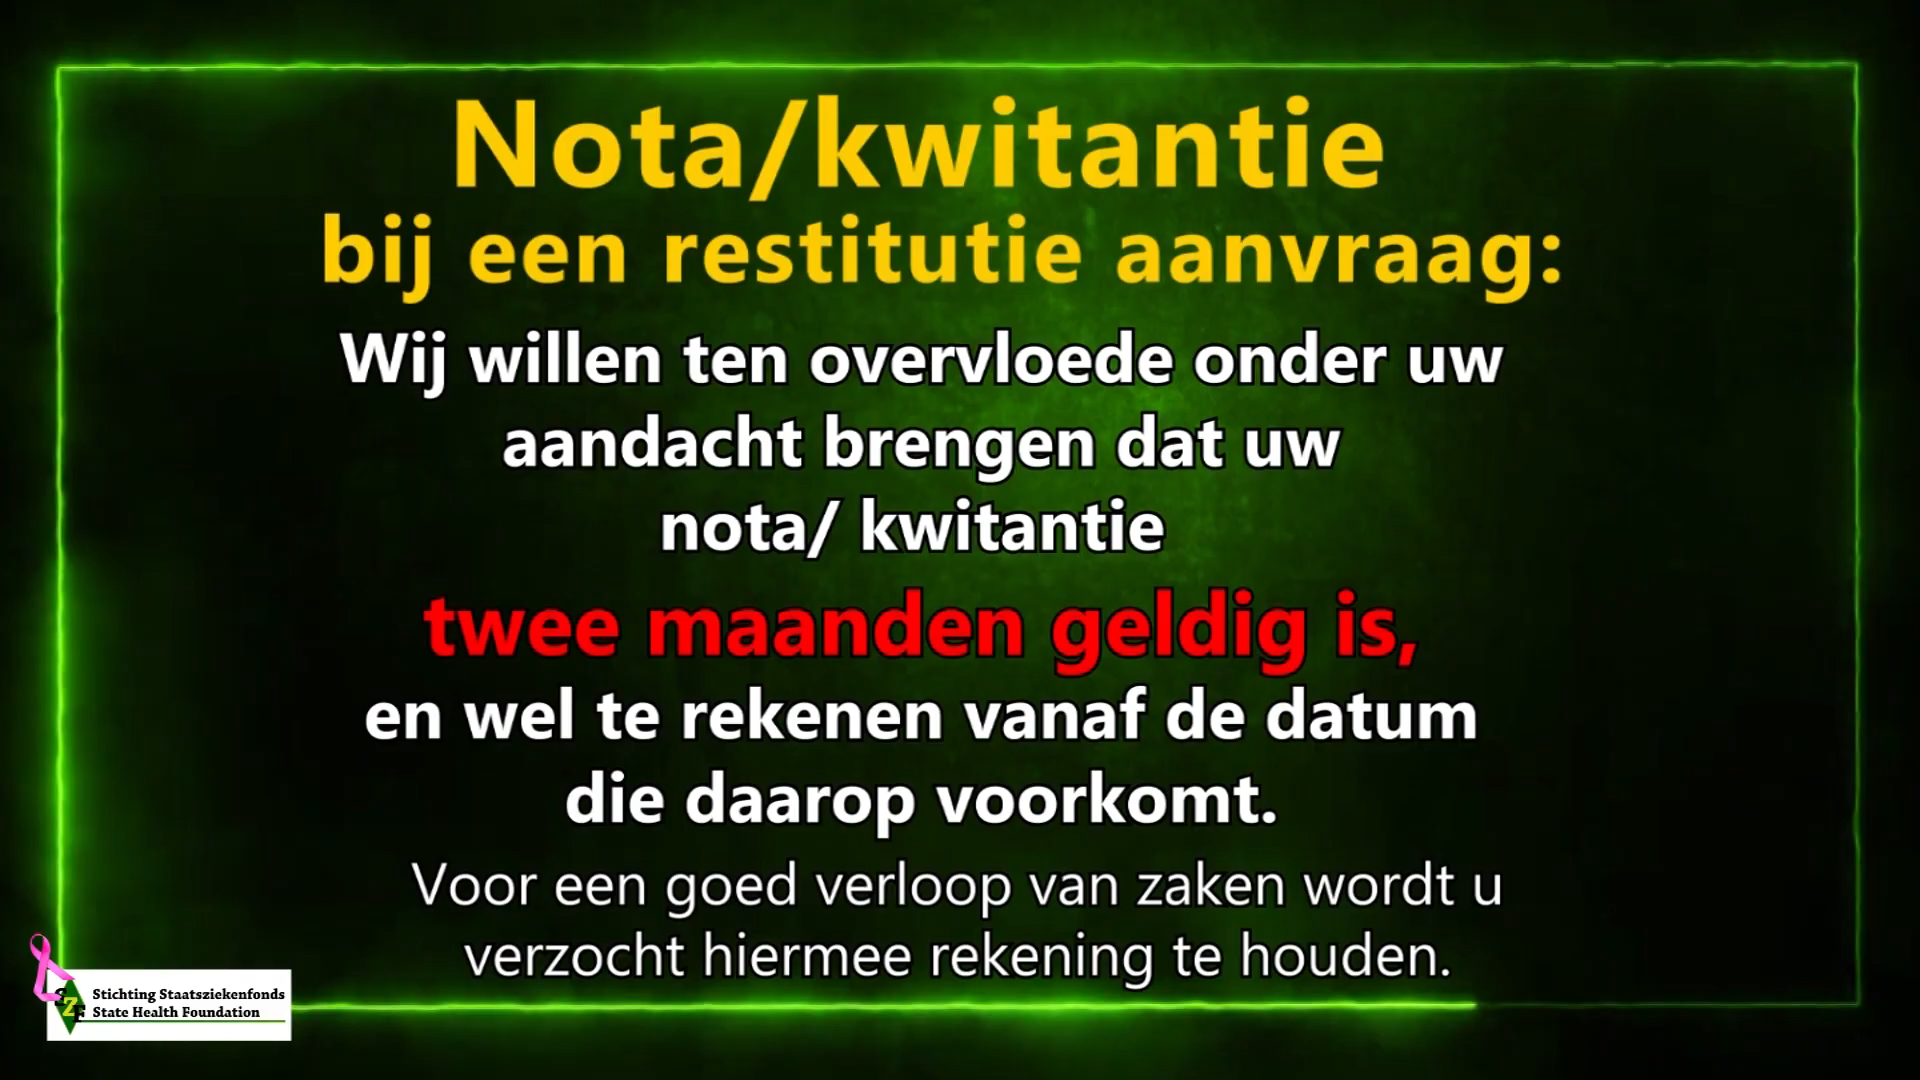 Nota/kwitantie
bij een restitutie aanvraag:
Wij willen ten overvloede onder uw
aandacht brengen dat uw
nota/ kwitantie
twee maanden geldig is,
en wel te rekenen vanaf de datum
die daarop voorkomt.
Voor een goed verloop van zaken wordt u
verzocht hiermee rekening te houden.
SZF
Stichting Staatsziekenfonds
State Health Foundation